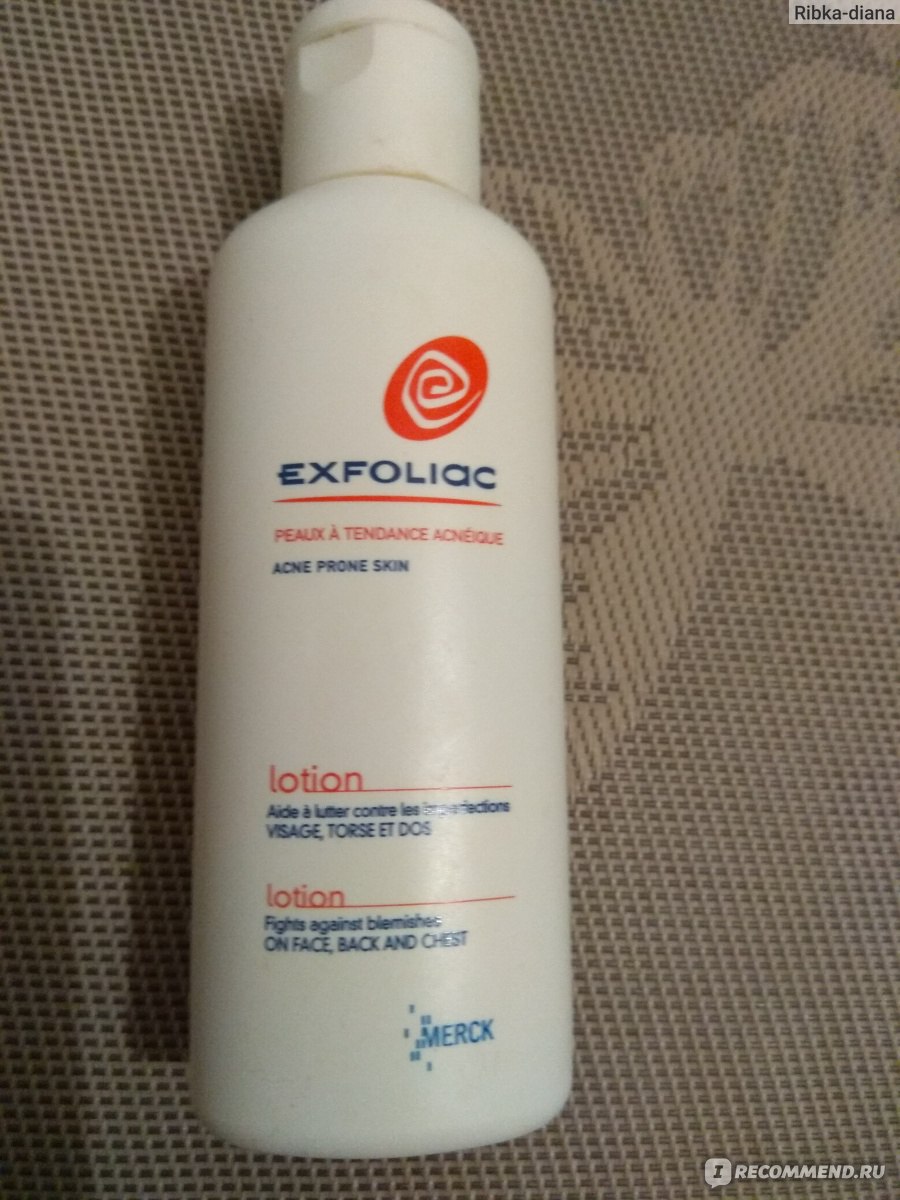 Ribka-diana
EXFOLIAC
PEAUX À TENDANCE ACNÉIQUE
ACNE PRONE SKIN
lotion
Aide à lutter contre les imperfections
VISAGE, TORSE ET DOS
lotion
Fights against blemishes
ON FACE, BACK AND CHEST
MERCK
IRECOMMEND.RU